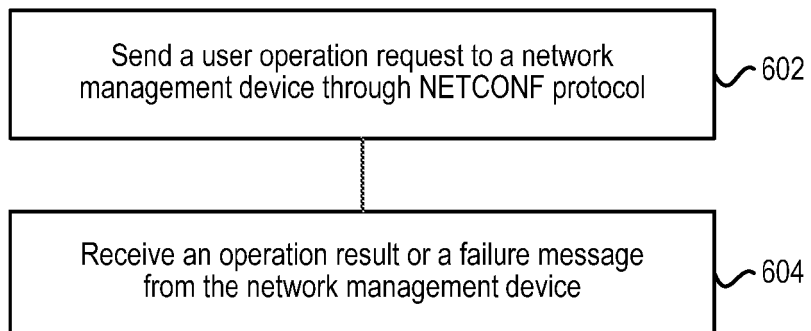 Send a user operation request to a network
management device through NETCONF protocol
602
Receive an operation result or a failure message
from the network management device
604